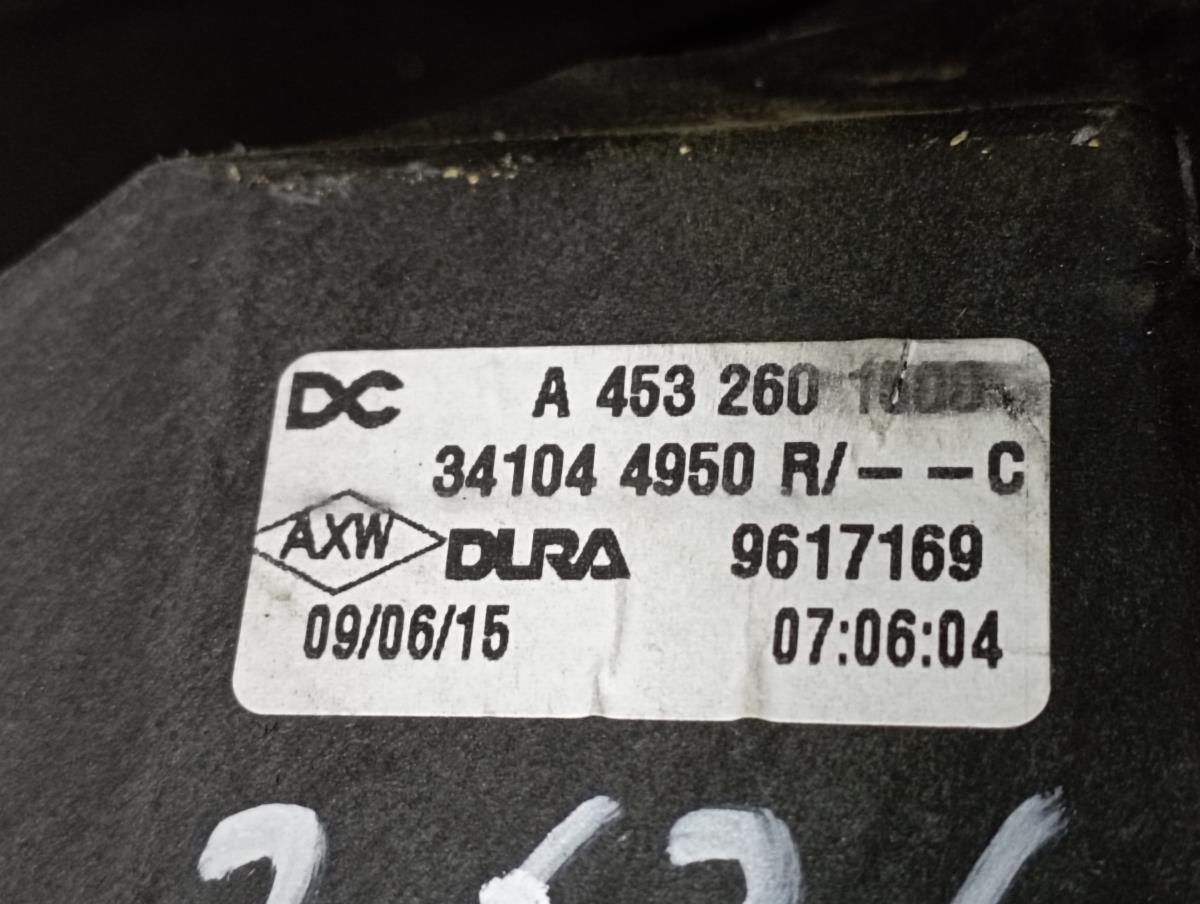 DC A 453 260
34104 4950 R/– –C
AXW DURA 9617169
09/06/15 07:06:04